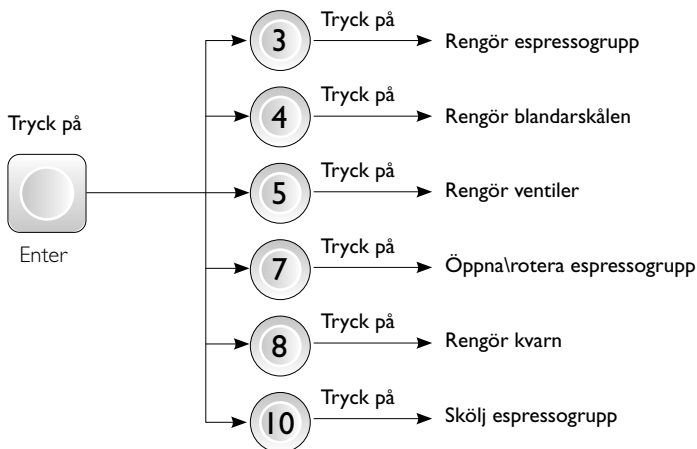 3
Tryck på
Rengör espressogrupp
4
Tryck på
Rengör blandarskålen
Tryck på
Enter
5
Tryck på
Rengör ventiler
7
Tryck på
Öppna\rotera espressogrupp
8
Tryck på
Rengör kvarn
10
Tryck på
Skölj espressogrupp